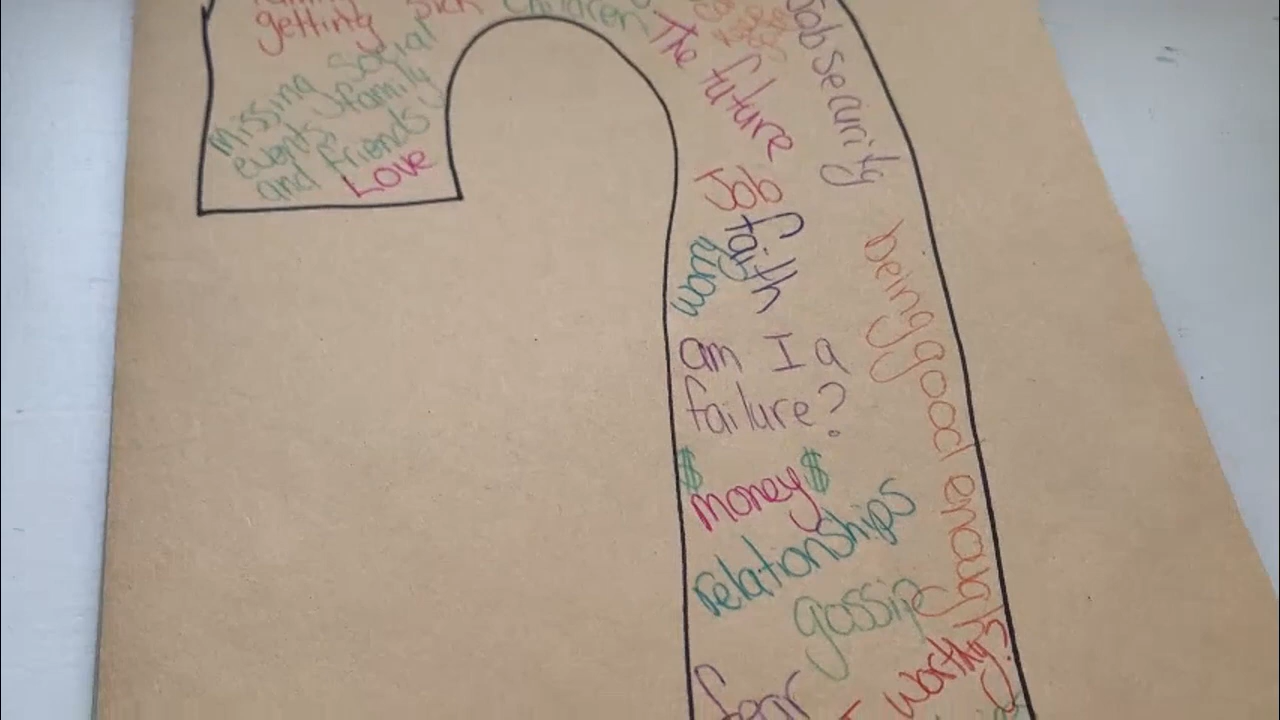 getting sick
children
Missing social
events family
and friends
Love
The future
Job security
Job
faith
worry
being good enough
am I a
failure?
$ money $
relationships
gossip
fear
I worthy?